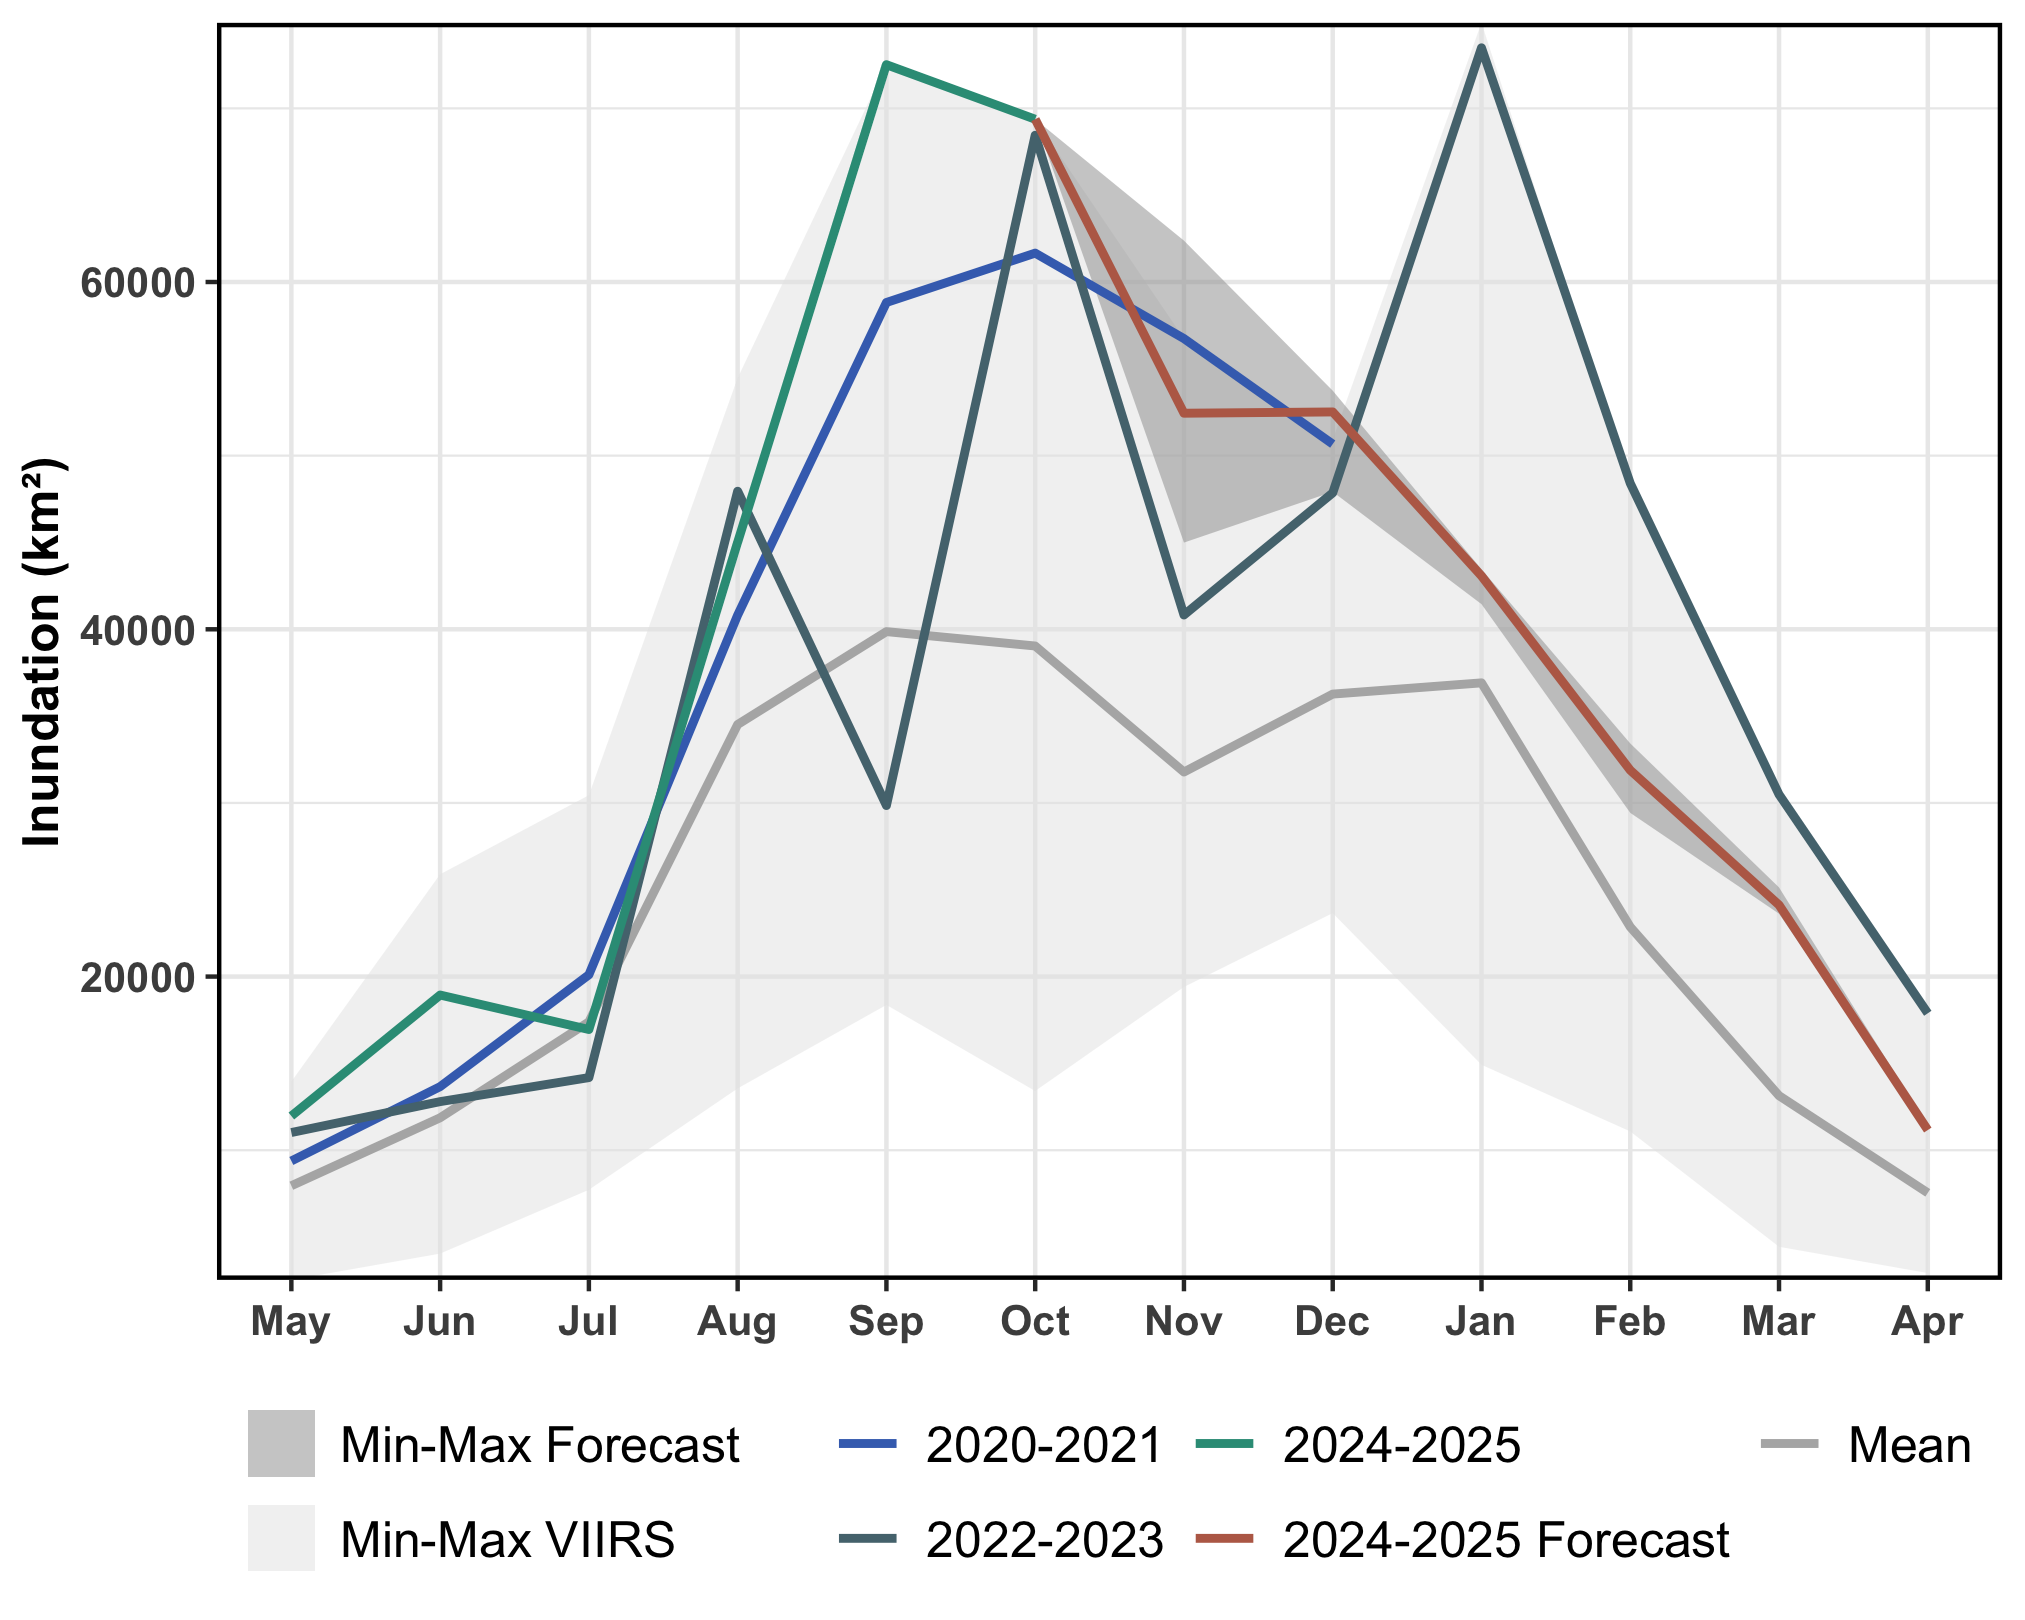 Inundation (km²)
60000
40000
20000
May Jun Jul Aug Sep Oct Nov Dec Jan Feb Mar Apr
Min-Max Forecast 2020-2021 2024-2025 Mean
Min-Max VIIRS 2022-2023 2024-2025 Forecast